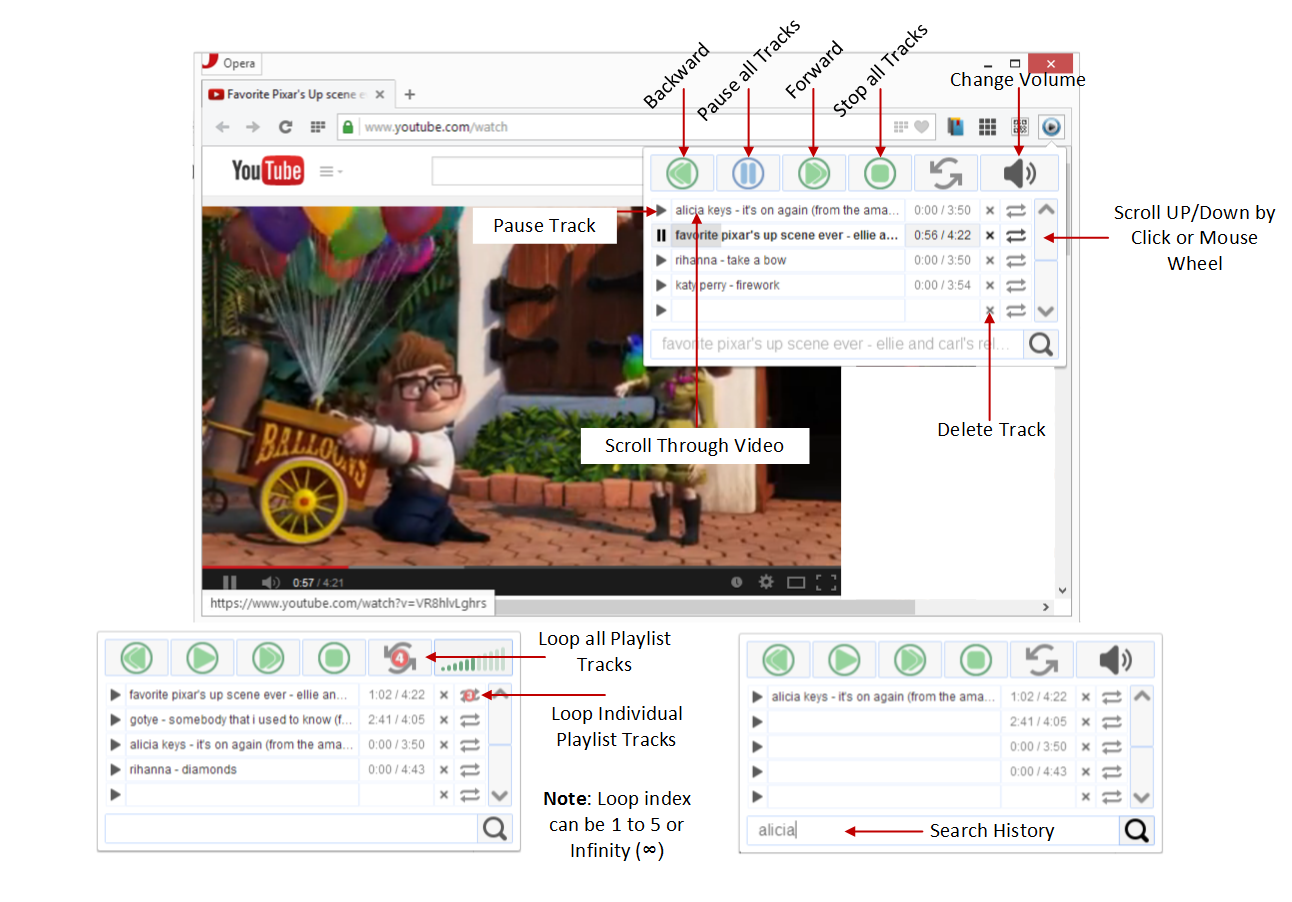 Backward
Pause all Tracks
Forward
Stop all Tracks
Change Volume
Opera
Favorite Pixar's Up scene e
www.youtube.com/watch
YouTube
Pause Track
alicia keys - it's on again (from the ama... 0:00 / 3:50
favorite pixar's up scene ever - ellie a... 0:56 / 4:22
rihanna - take a bow 0:00 / 3:50
katy perry - firework 0:00 / 3:54
favorite pixar's up scene ever - ellie and carl's rel...
Scroll UP/Down by
Click or Mouse
Wheel
BALLOONS
Scroll Through Video
Delete Track
0:57 / 4:21
https://www.youtube.com/watch?v=VR8hlvLghrs
4
favorite pixar's up scene ever - ellie an... 1:02 / 4:22 3
gotye - somebody that i used to know (f... 2:41 / 4:05
alicia keys - it's on again (from the ama... 0:00 / 3:50
rihanna - diamonds 0:00 / 4:43
Loop all Playlist
Tracks
Loop Individual
Playlist Tracks
Note: Loop index
can be 1 to 5 or
Infinity (∞)
alicia keys - it's on again (from the ama... 1:02 / 4:22
2:41 / 4:05
0:00 / 3:50
0:00 / 4:43
alicia
Search History